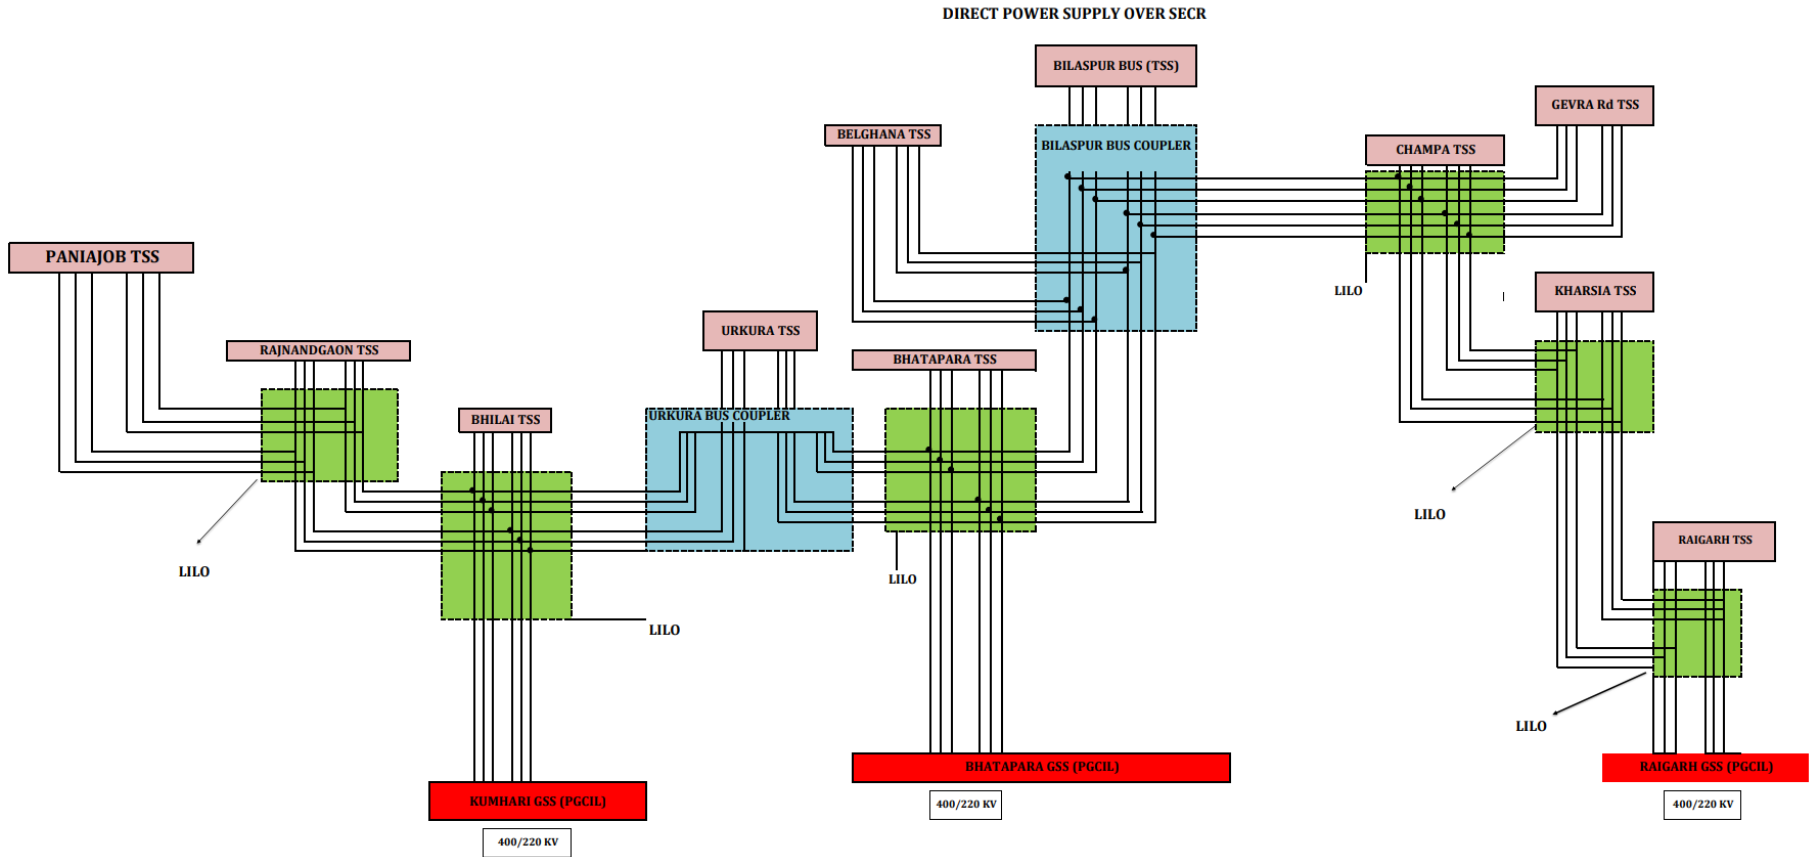 DIRECT POWER SUPPLY OVER SECR
BILASPUR BUS (TSS)
GEVRA Rd TSS
BELGHANA TSS
BILASPUR BUS COUPLER
CHAMPA TSS
PANIAJOB TSS
LILO
KHARSIA TSS
URKURA TSS
RAJNANDGAON TSS
BHATAPARA TSS
URKURA BUS COUPLER
BHILAI TSS
LILO
RAIGARH TSS
LILO
LILO
LILO
LILO
BHATAPARA GSS (PGCIL)
RAIGARH GSS (PGCIL)
KUMHARI GSS (PGCIL)
400/220 KV
400/220 KV
400/220 KV